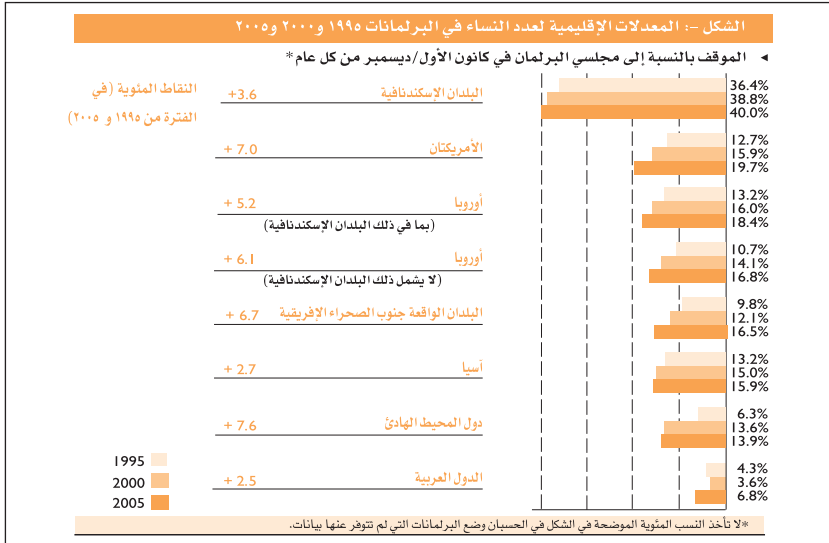 الشكل -: المعدلات الإقليمية لعدد النساء في البرلمانات ١٩٩٥ و٢٠٠٠ و٢٠٠٥
◄ الموقف بالنسبة إلى مجلسي البرلمان في كانون الأول/ديسمبر من كل عام*
النقاط المئوية (في
الفترة من ١٩٩٥ و ٢٠٠٥)
36.4%
38.8%
40.0%
البلدان الإسكندنافية
+3.6
12.7%
15.9%
19.7%
الأمريكتان
+ 7.0
13.2%
16.0%
18.4%
أوروبا
+ 5.2
(بما في ذلك البلدان الإسكندنافية)
10.7%
14.1%
16.8%
أوروبا
+ 6.1
(لا يشمل ذلك البلدان الإسكندنافية)
9.8%
12.1%
16.5%
البلدان الواقعة جنوب الصحراء الإفريقية
+ 6.7
13.2%
15.0%
15.9%
آسيا
+ 2.7
6.3%
13.6%
13.9%
دول المحيط الهادئ
+ 7.6
4.3%
3.6%
6.8%
الدول العربية
+ 2.5
1995
2000
2005
*لا تأخذ النسب المئوية الموضحة في الشكل في الحسبان وضع البرلمانات التي لم تتوفر عنها بيانات.